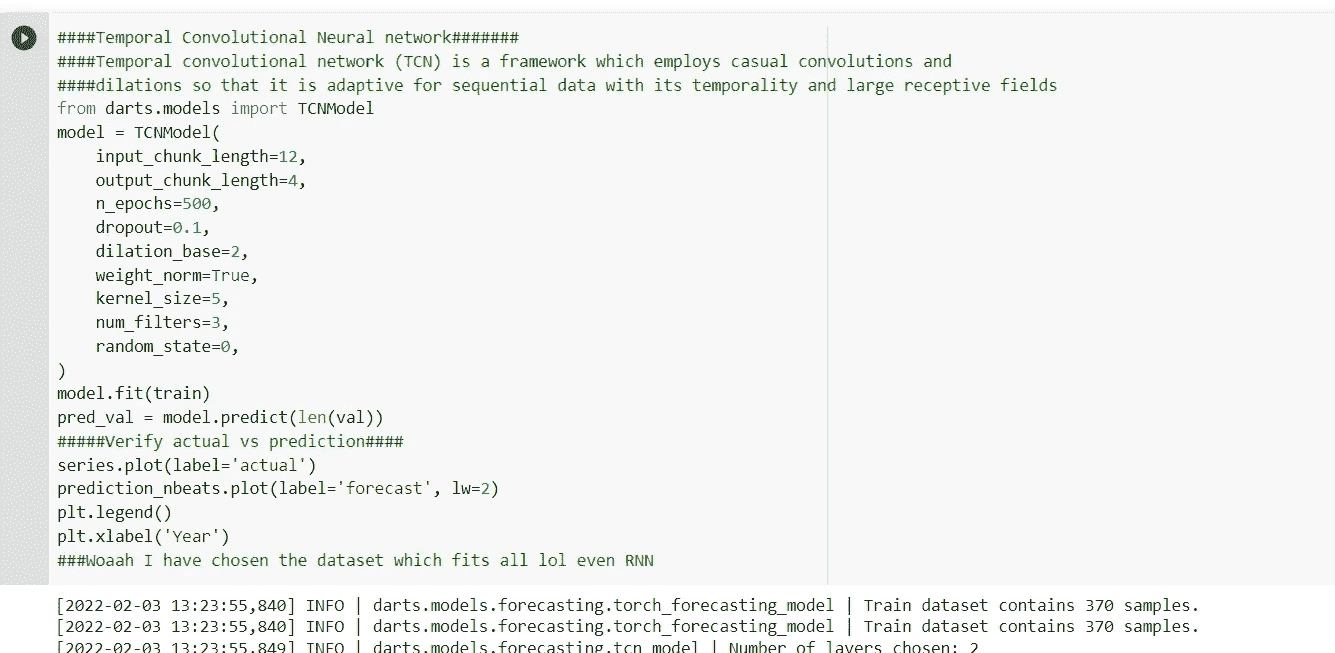 ####Temporal Convolutional Neural network#######
####Temporal convolutional network (TCN) is a framework which employs casual convolutions and
####dilations so that it is adaptive for sequential data with its temporality and large receptive fields
from darts.models import TCNModel
model = TCNModel(
    input_chunk_length=12,
    output_chunk_length=4,
    n_epochs=500,
    dropout=0.1,
    dilation_base=2,
    weight_norm=True,
    kernel_size=5,
    num_filters=3,
    random_state=0,
)
model.fit(train)
pred_val = model.predict(len(val))
#####Verify actual vs prediction####
series.plot(label='actual')
prediction_nbeats.plot(label='forecast', lw=2)
plt.legend()
plt.xlabel('Year')
###Woaah I have chosen the dataset which fits all lol even RNN
[2022-02-03 13:23:55,840] INFO | darts.models.forecasting.torch_forecasting_model | Train dataset contains 370 samples.
[2022-02-03 13:23:55,840] INFO | darts.models.forecasting.torch_forecasting_model | Train dataset contains 370 samples.
[2022-02-03 13:23:55,849] INFO | darts.models.forecasting.tcn_model | Number of layers chosen: 2